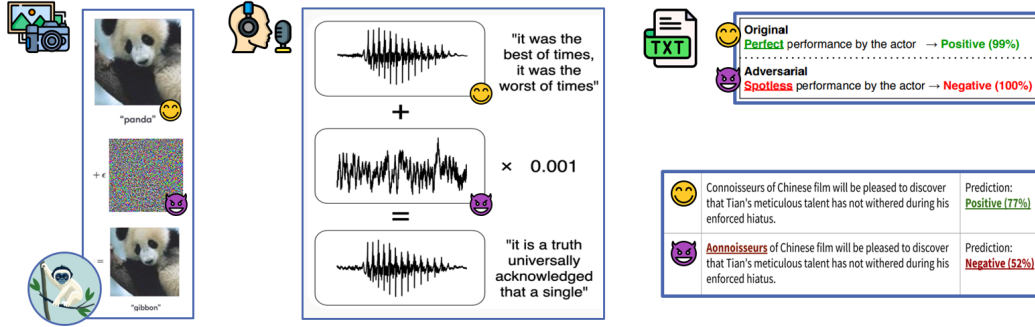 "panda"
+ ϵ
=
"gibbon"
"it was the
best of times,
it was the
worst of times"
+
× 0.001
=
"it is a truth
universally
acknowledged
that a single"
TXT
Original
Perfect performance by the actor → Positive (99%)
Adversarial
Spotless performance by the actor → Negative (100%)
Connoisseurs of Chinese film will be pleased to discover
that Tian's meticulous talent has not withered during his
enforced hiatus.
Prediction:
Positive (77%)
Aonnoisseurs of Chinese film will be pleased to discover
that Tian's meticulous talent has not withered during his
enforced hiatus.
Prediction:
Negative (52%)